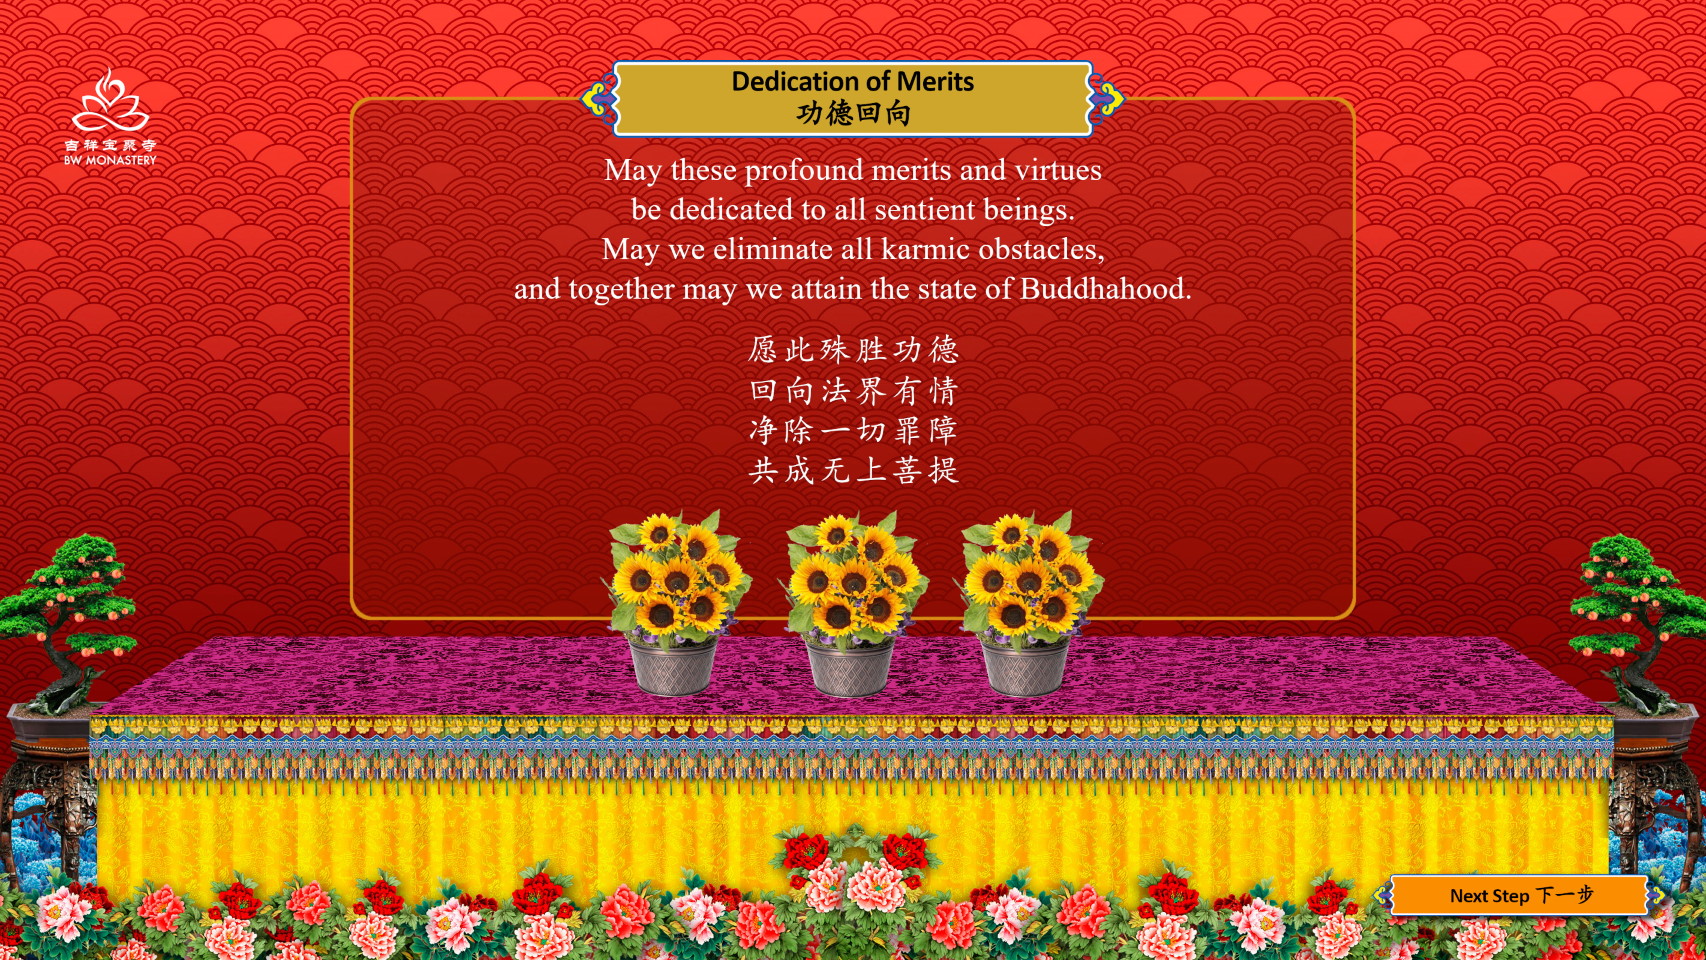 吉祥宝聚寺
BW MONASTERY
Dedication of Merits
功德回向
May these profound merits and virtues
be dedicated to all sentient beings.
May we eliminate all karmic obstacles,
and together may we attain the state of Buddhahood.
愿此殊胜功德
回向法界有情
净除一切罪障
共成无上菩提
Next Step 下一步